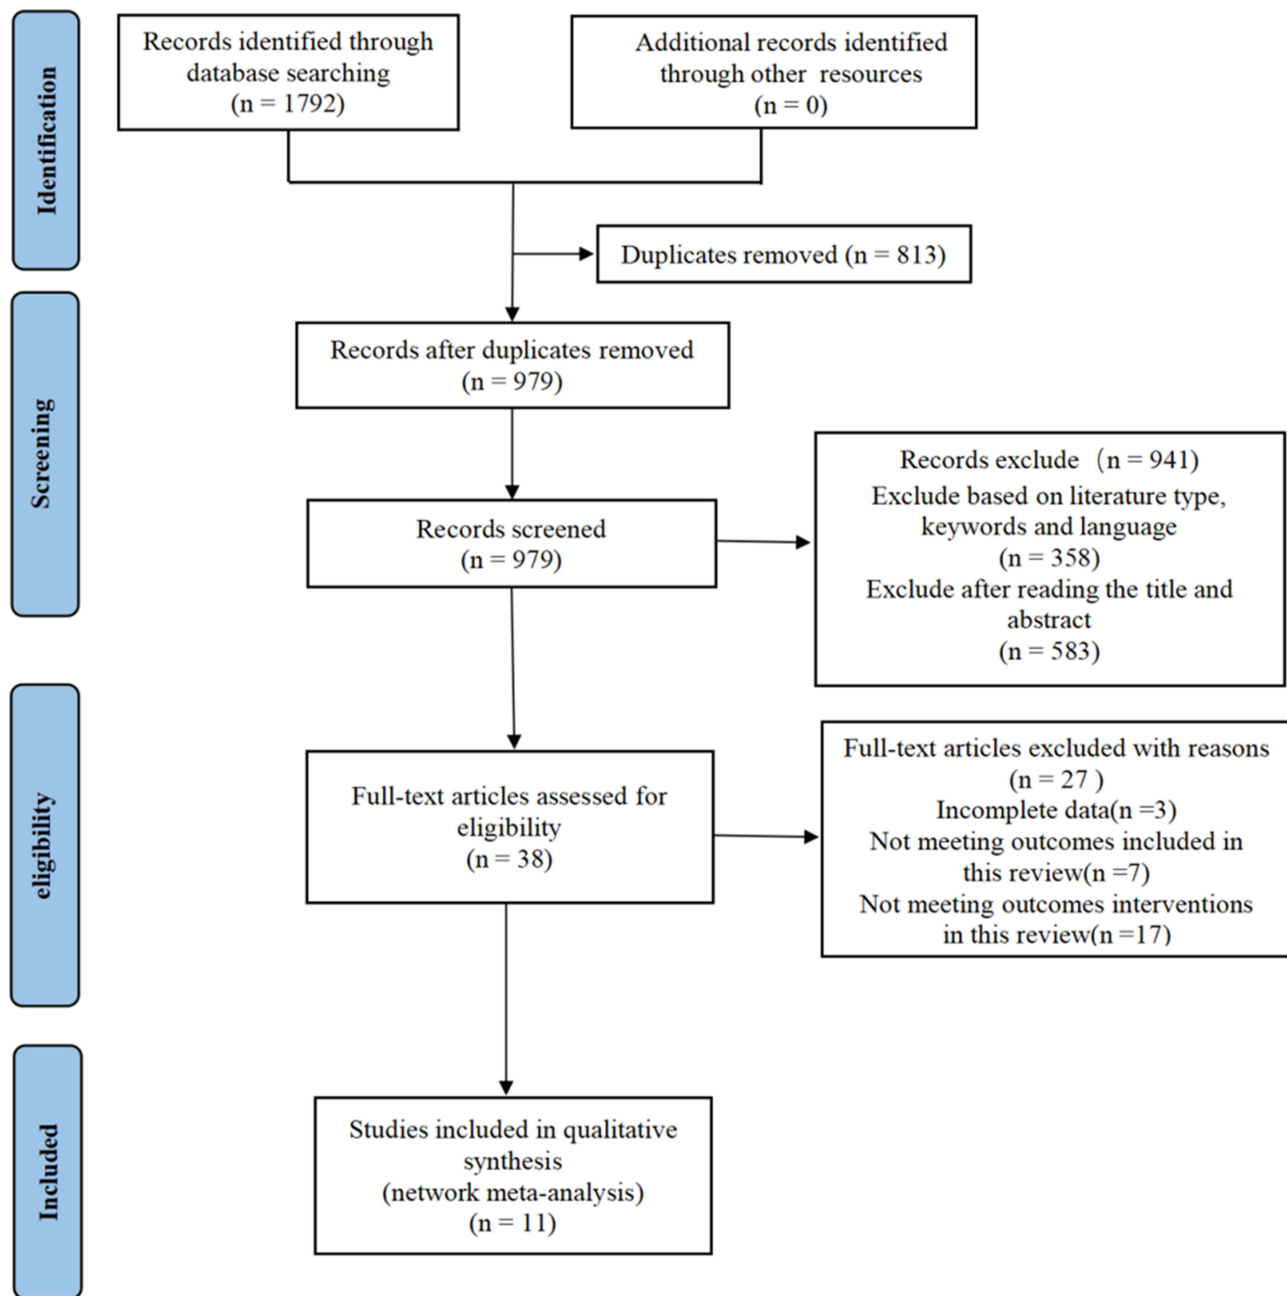 Identification
Records identified through
database searching
(n = 1792)
Additional records identified
through other resources
(n = 0)
Duplicates removed (n = 813)
Screening
Records after duplicates removed
(n = 979)
Records screened
(n = 979)
Records exclude （n = 941)
Exclude based on literature type,
keywords and language
(n = 358)
Exclude after reading the title and
abstract
(n = 583)
eligibility
Full-text articles assessed for
eligibility
(n = 38)
Full-text articles excluded with reasons
(n = 27 )
Incomplete data(n =3)
Not meeting outcomes included in
this review(n =7)
Not meeting outcomes interventions
in this review(n =17)
Included
Studies included in qualitative
synthesis
(network meta-analysis)
(n = 11)